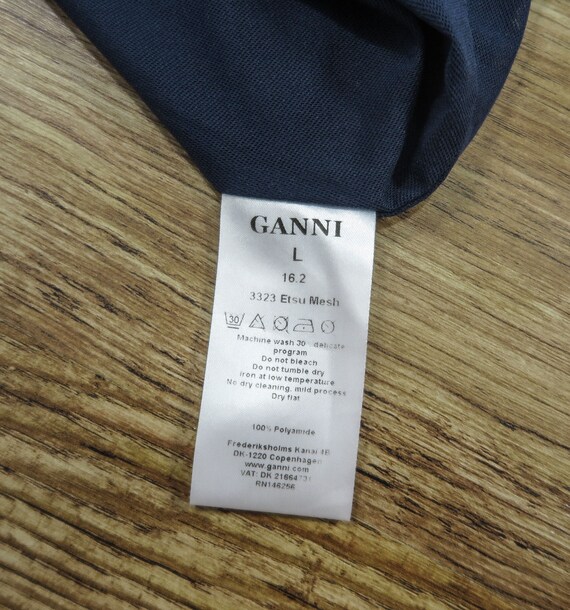 GANNI
L
16.2
3323 Etsu Mesh
30
Machine wash 30 delicate
program
Do not bleach
Do not tumble dry
iron at low temperature
No dry cleaning, mild process
Dry flat
100% Polyamide
Frederiksholms Kanal
DK-1220 Copenhagen
www.ganni.com
VAT: DK
RN146256